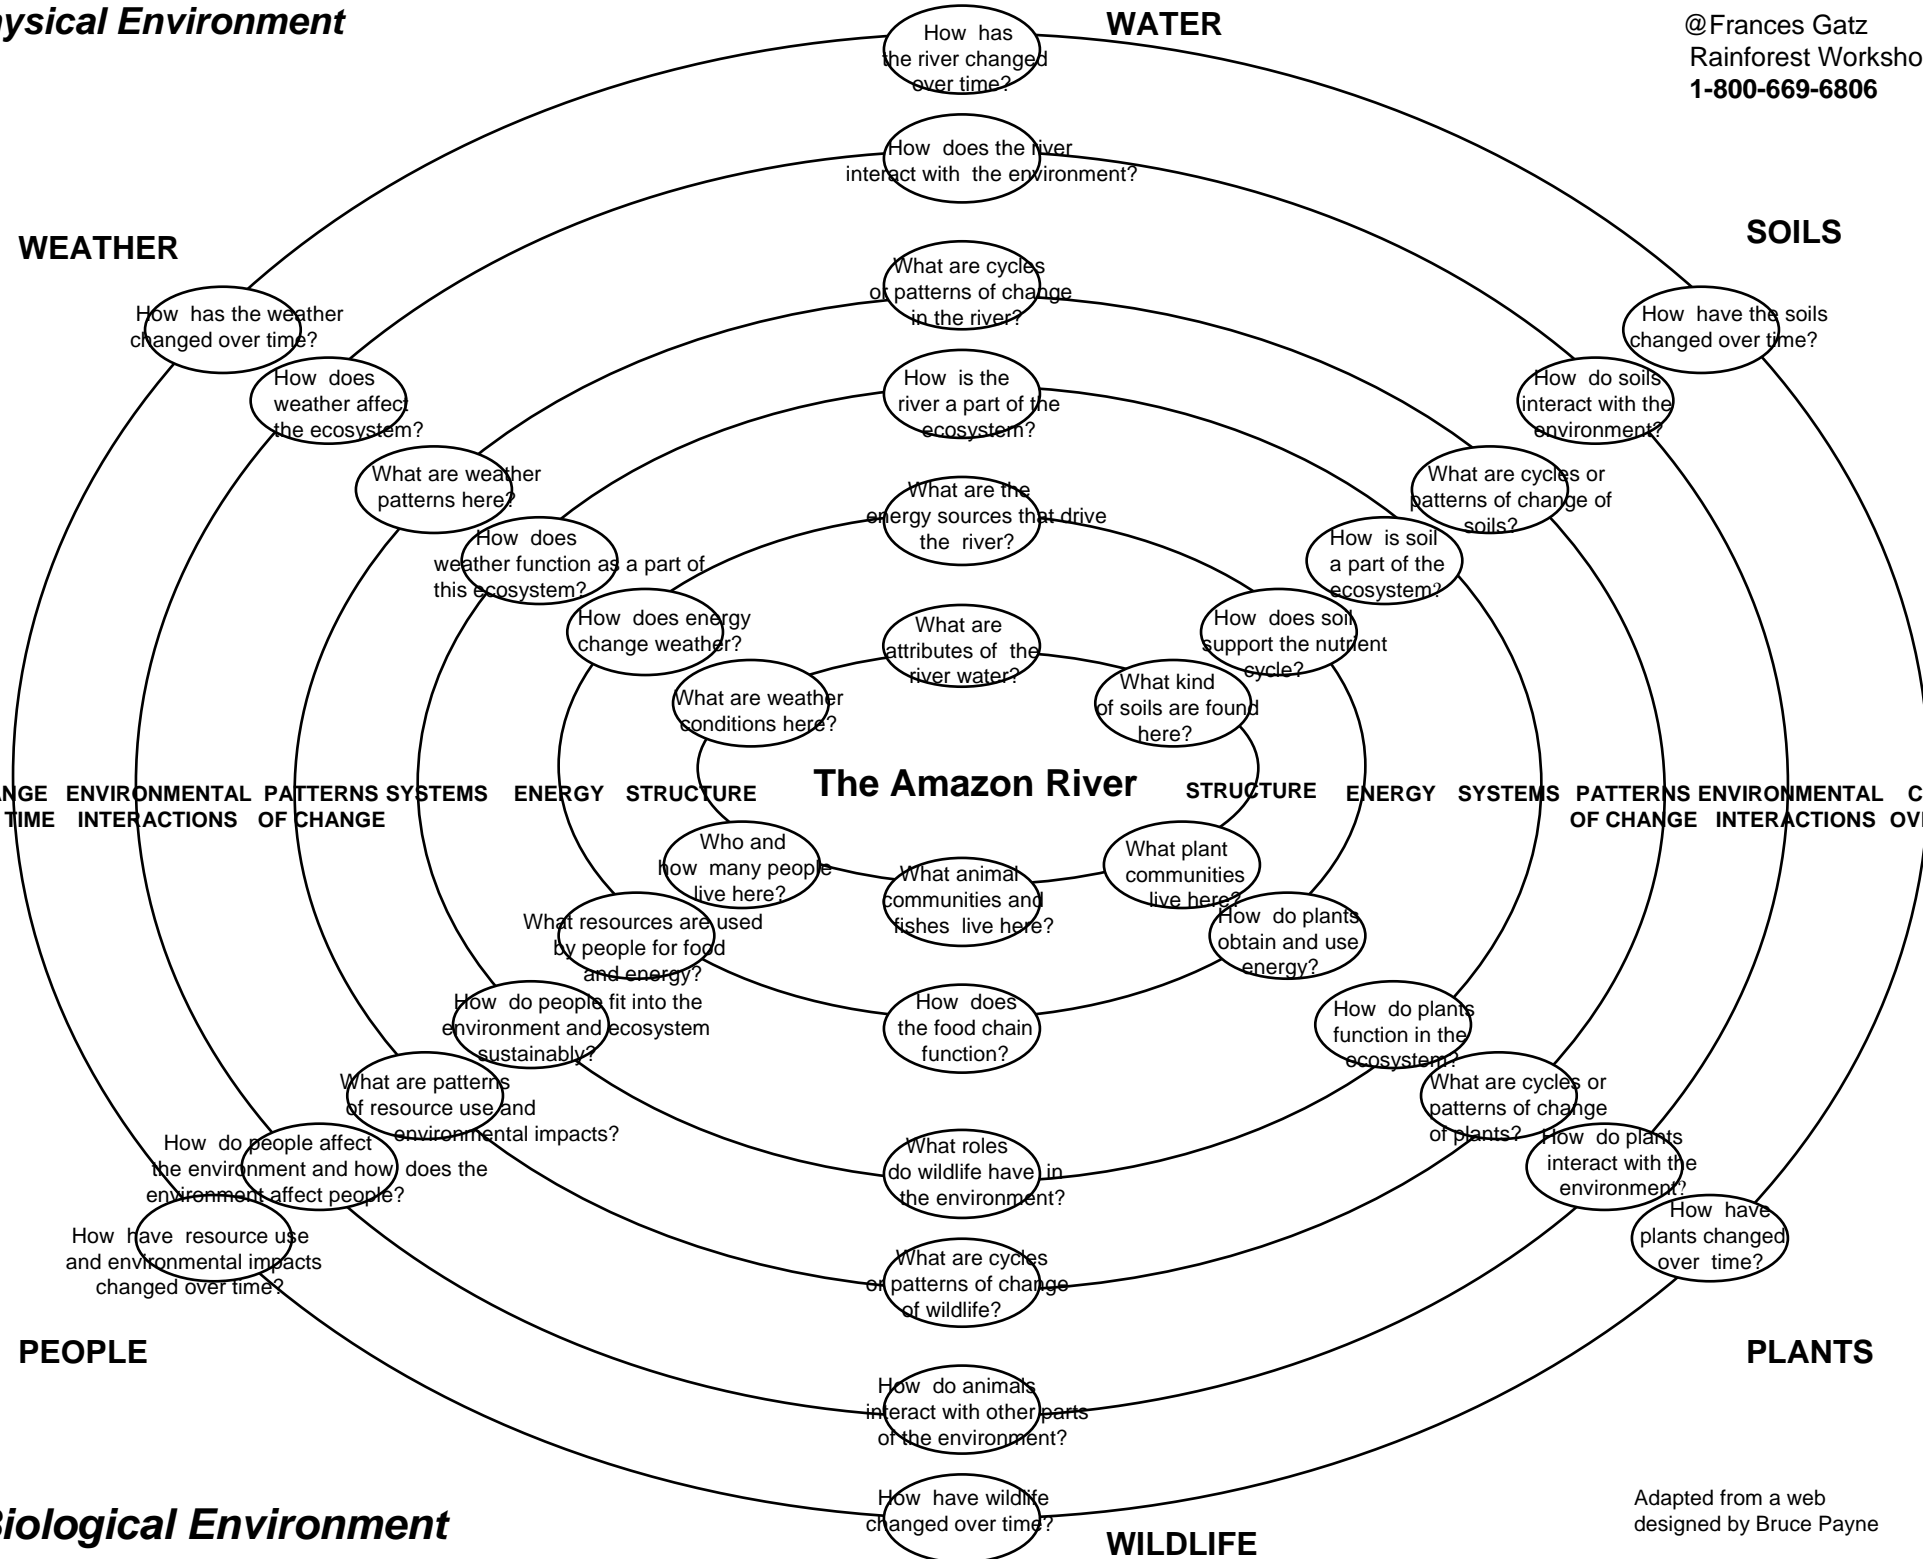 hysical Environment
WATER
@Frances Gatz
Rainforest Worksho
1-800-669-6806
How has
the river changed
over time?
How does the river
interact with the environment?
WEATHER
SOILS
What are cycles
or patterns of change
in the river?
How has the weather
changed over time?
How have the soils
changed over time?
How does
weather affect
the ecosystem?
How is the
river a part of the
ecosystem?
How do soils
interact with the
environment?
What are weather
patterns here?
What are the
energy sources that drive
the river?
What are cycles or
patterns of change of
soils?
How does
weather function as a part of
this ecosystem?
How is soil
a part of the
ecosystem?
How does energy
change weather?
What are
attributes of the
river water?
How does soil
support the nutrient
cycle?
What are weather
conditions here?
What kind
of soils are found
here?
The Amazon River
NGE ENVIRONMENTAL PATTERNS SYSTEMS ENERGY STRUCTURE
TIME INTERACTIONS OF CHANGE
STRUCTURE ENERGY SYSTEMS PATTERNS ENVIRONMENTAL C
OF CHANGE INTERACTIONS OV
Who and
how many people
live here?
What animal
communities and
fishes live here?
What plant
communities
live here?
What resources are used
by people for food
and energy?
How do plants
obtain and use
energy?
How do people fit into the
environment and ecosystem
sustainably?
How does
the food chain
function?
How do plants
function in the
ecosystem?
What are patterns
of resource use and
environmental impacts?
What are cycles or
patterns of change
of plants?
How do people affect
the environment and how does the
environment affect people?
What roles
do wildlife have in
the environment?
How do plants
interact with the
environment?
How have resource use
and environmental impacts
changed over time?
What are cycles
or patterns of change
of wildlife?
How have
plants changed
over time?
PEOPLE
PLANTS
How do animals
interact with other parts
of the environment?
How have wildlife
changed over time?
WILDLIFE
Biological Environment
Adapted from a web
designed by Bruce Payne